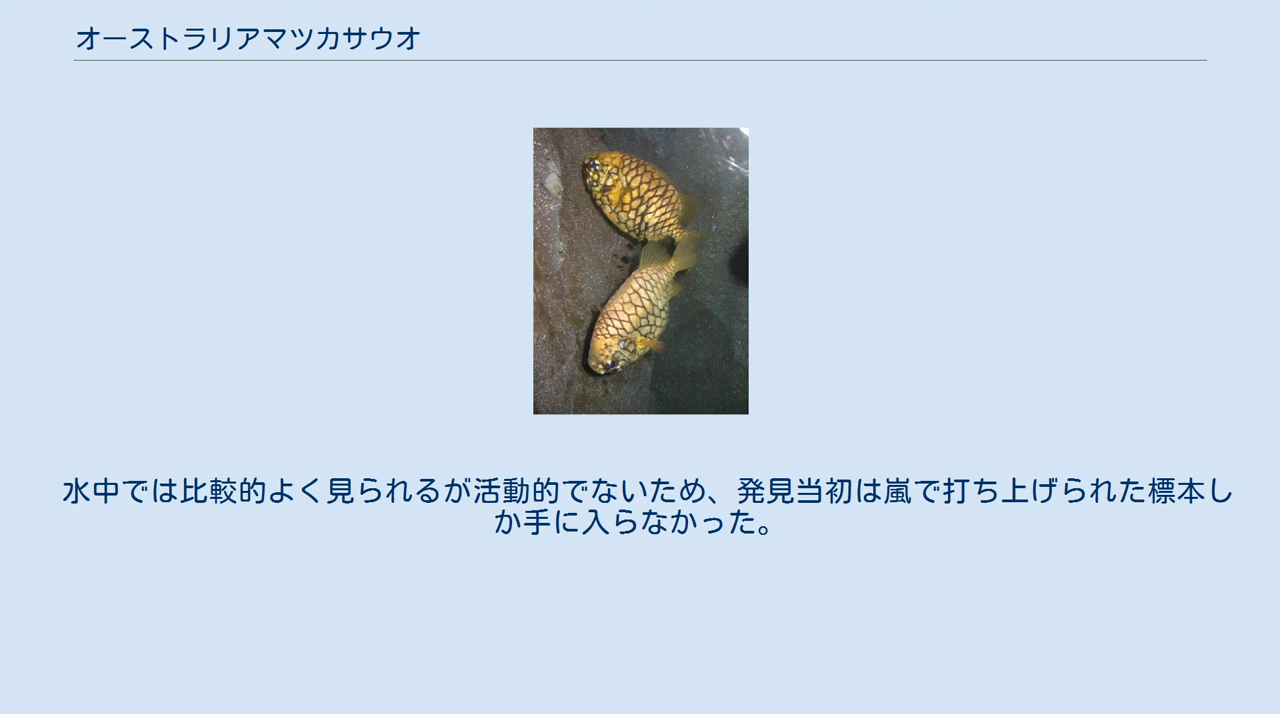 オーストラリアマツカサウオ
水中では比較的よく見られるが活動的でないため、発見当初は嵐で打ち上げられた標本し
か手に入らなかった。